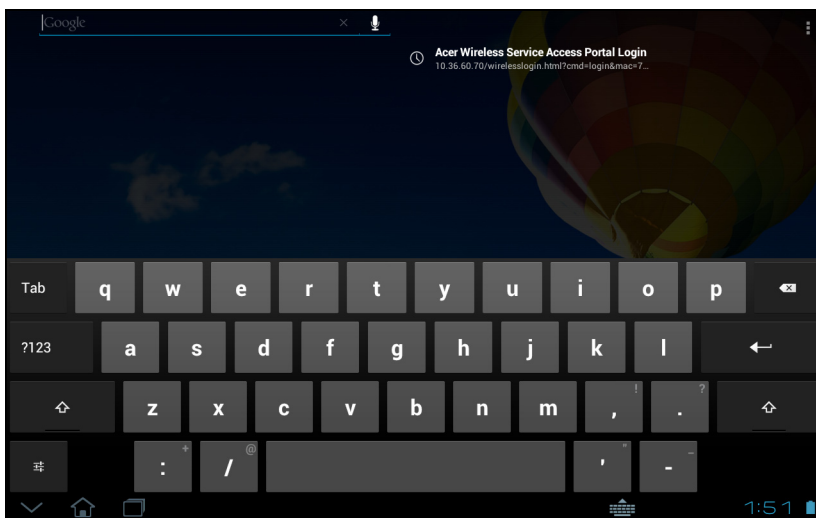 Google
Acer Wireless Service Access Portal Login
10.36.60.70/wirelesslogin.html?cmd=login&mac=7...
Tab q w e r t y u i o p
?123 a s d f g h j k l
z x c v b n m , ! . ?
: + / @ ' " - _
1:51